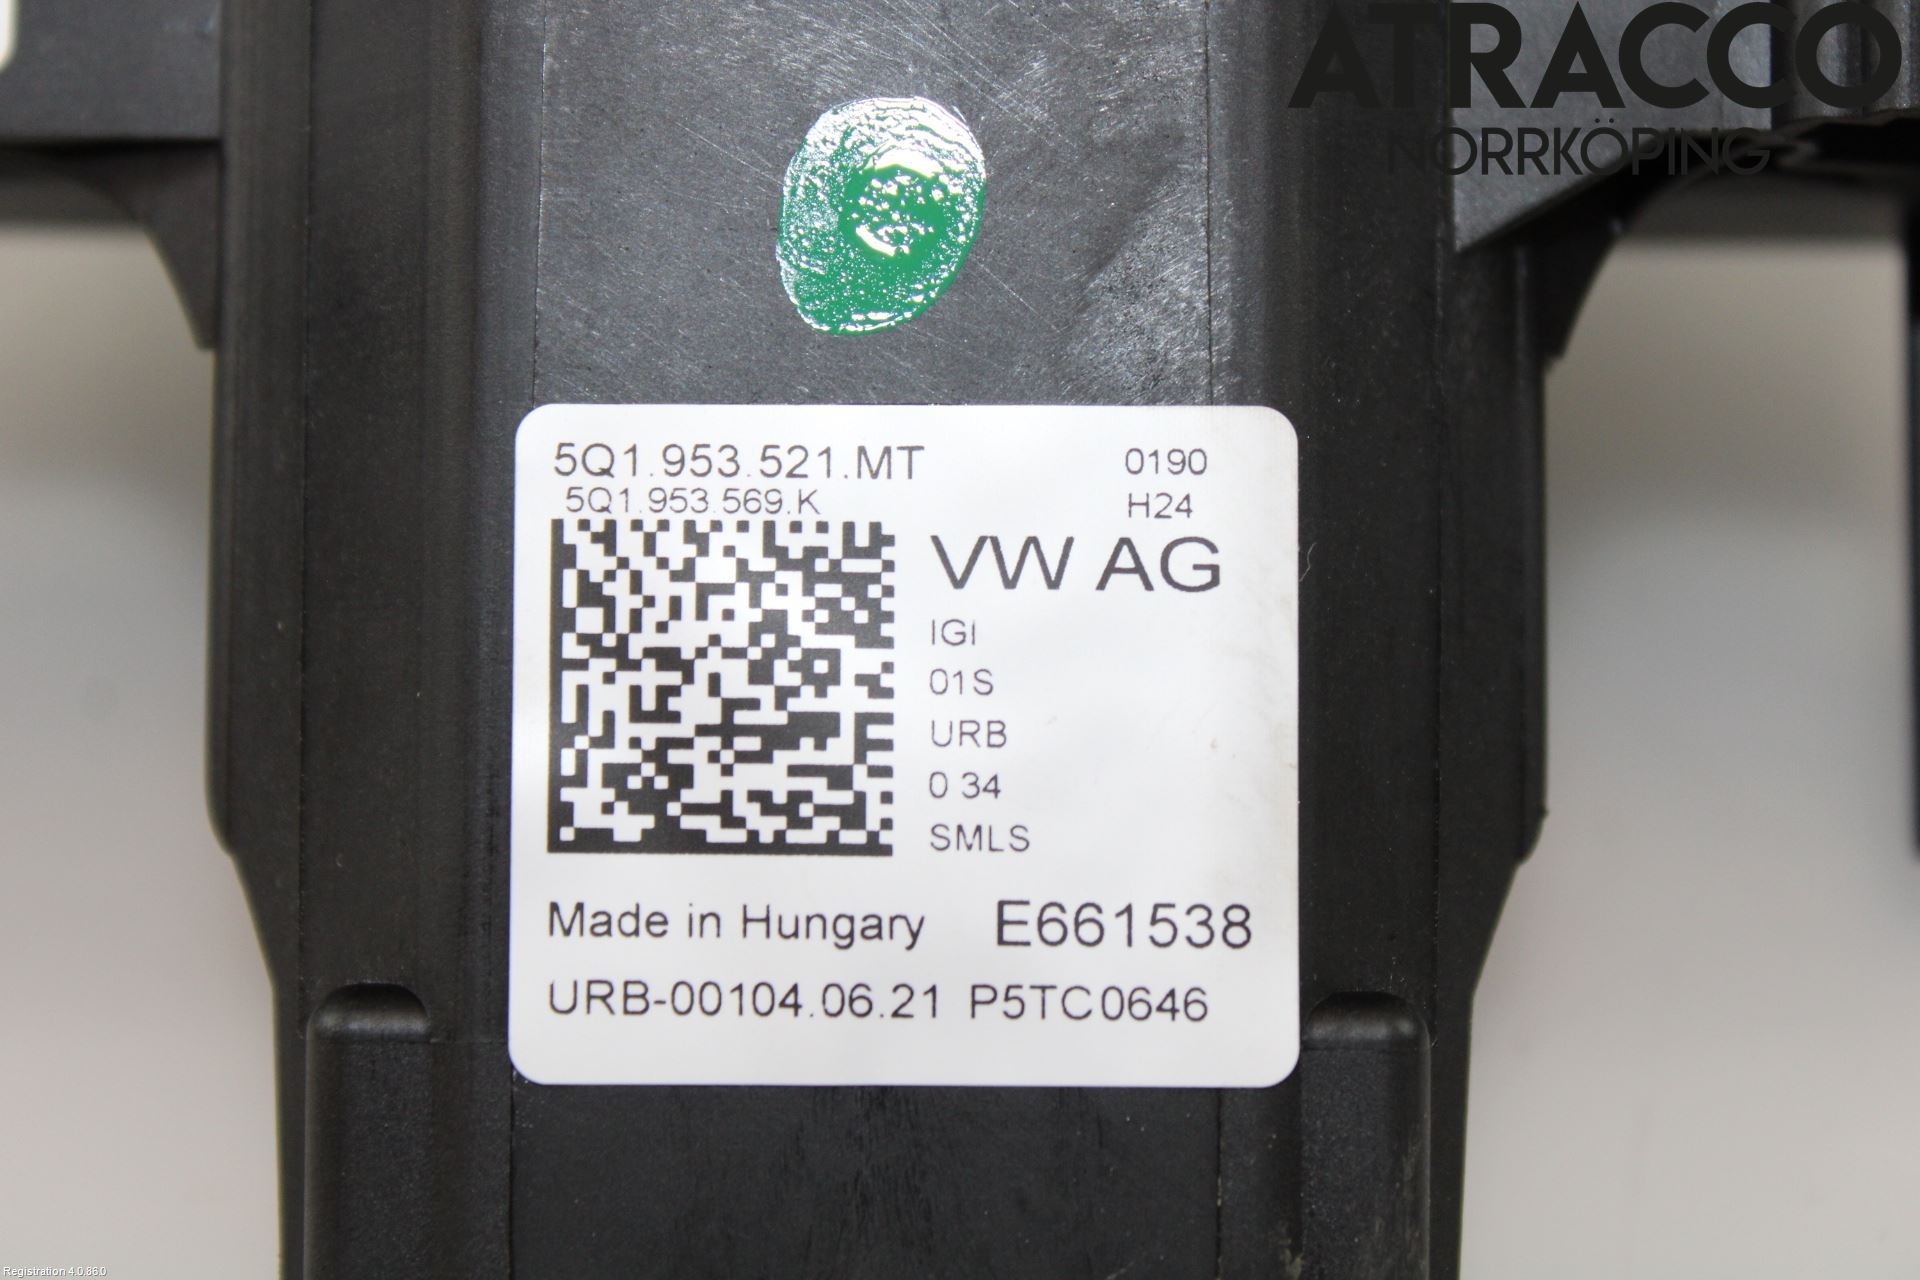 ATRACCO
NORRKÖPING
5Q1.953.521.MT 0190
5Q1.953.569.K H24
VW AG
IGI
01S
URB
0 34
SMLS
Made in Hungary E661538
URB-00104.06.21 P5TC0646
Registration 4.0.86.0